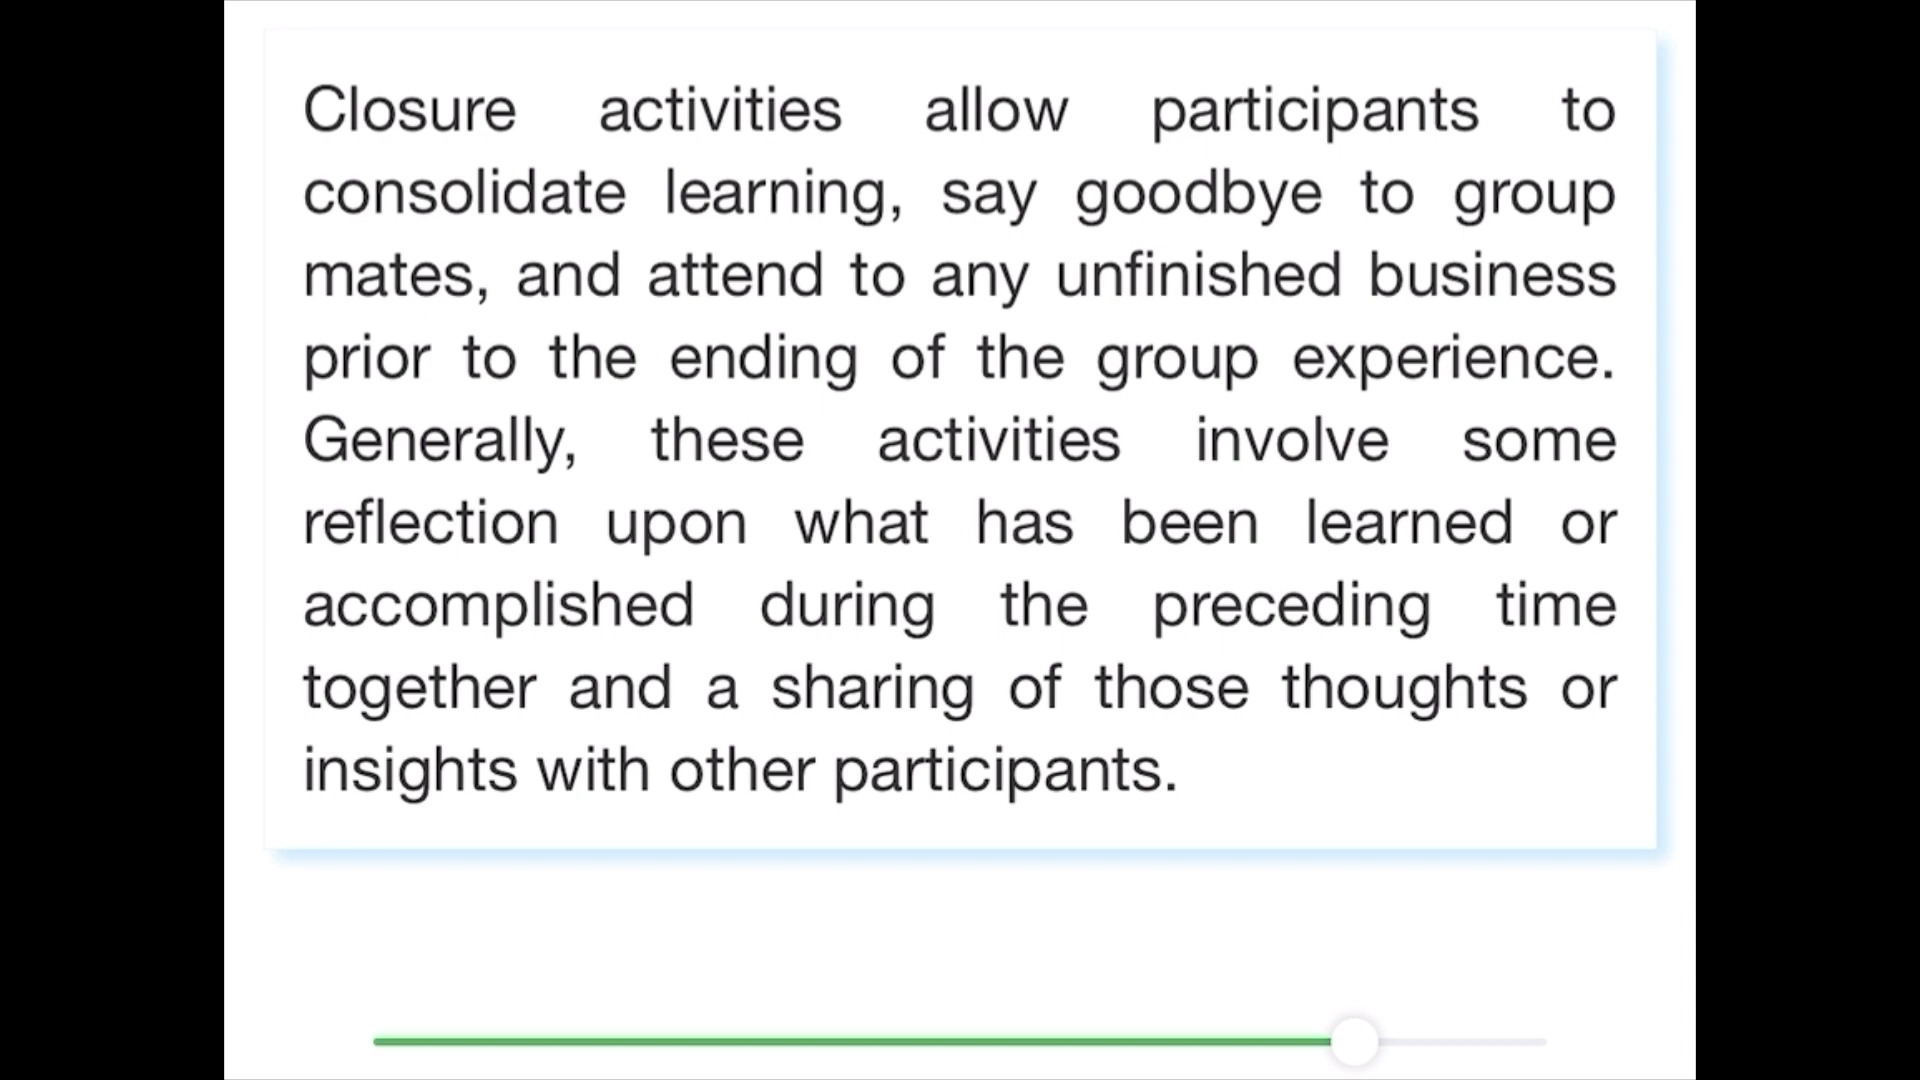 Closure activities allow participants to
consolidate learning, say goodbye to group
mates, and attend to any unfinished business
prior to the ending of the group experience.
Generally, these activities involve some
reflection upon what has been learned or
accomplished during the preceding time
together and a sharing of those thoughts or
insights with other participants.